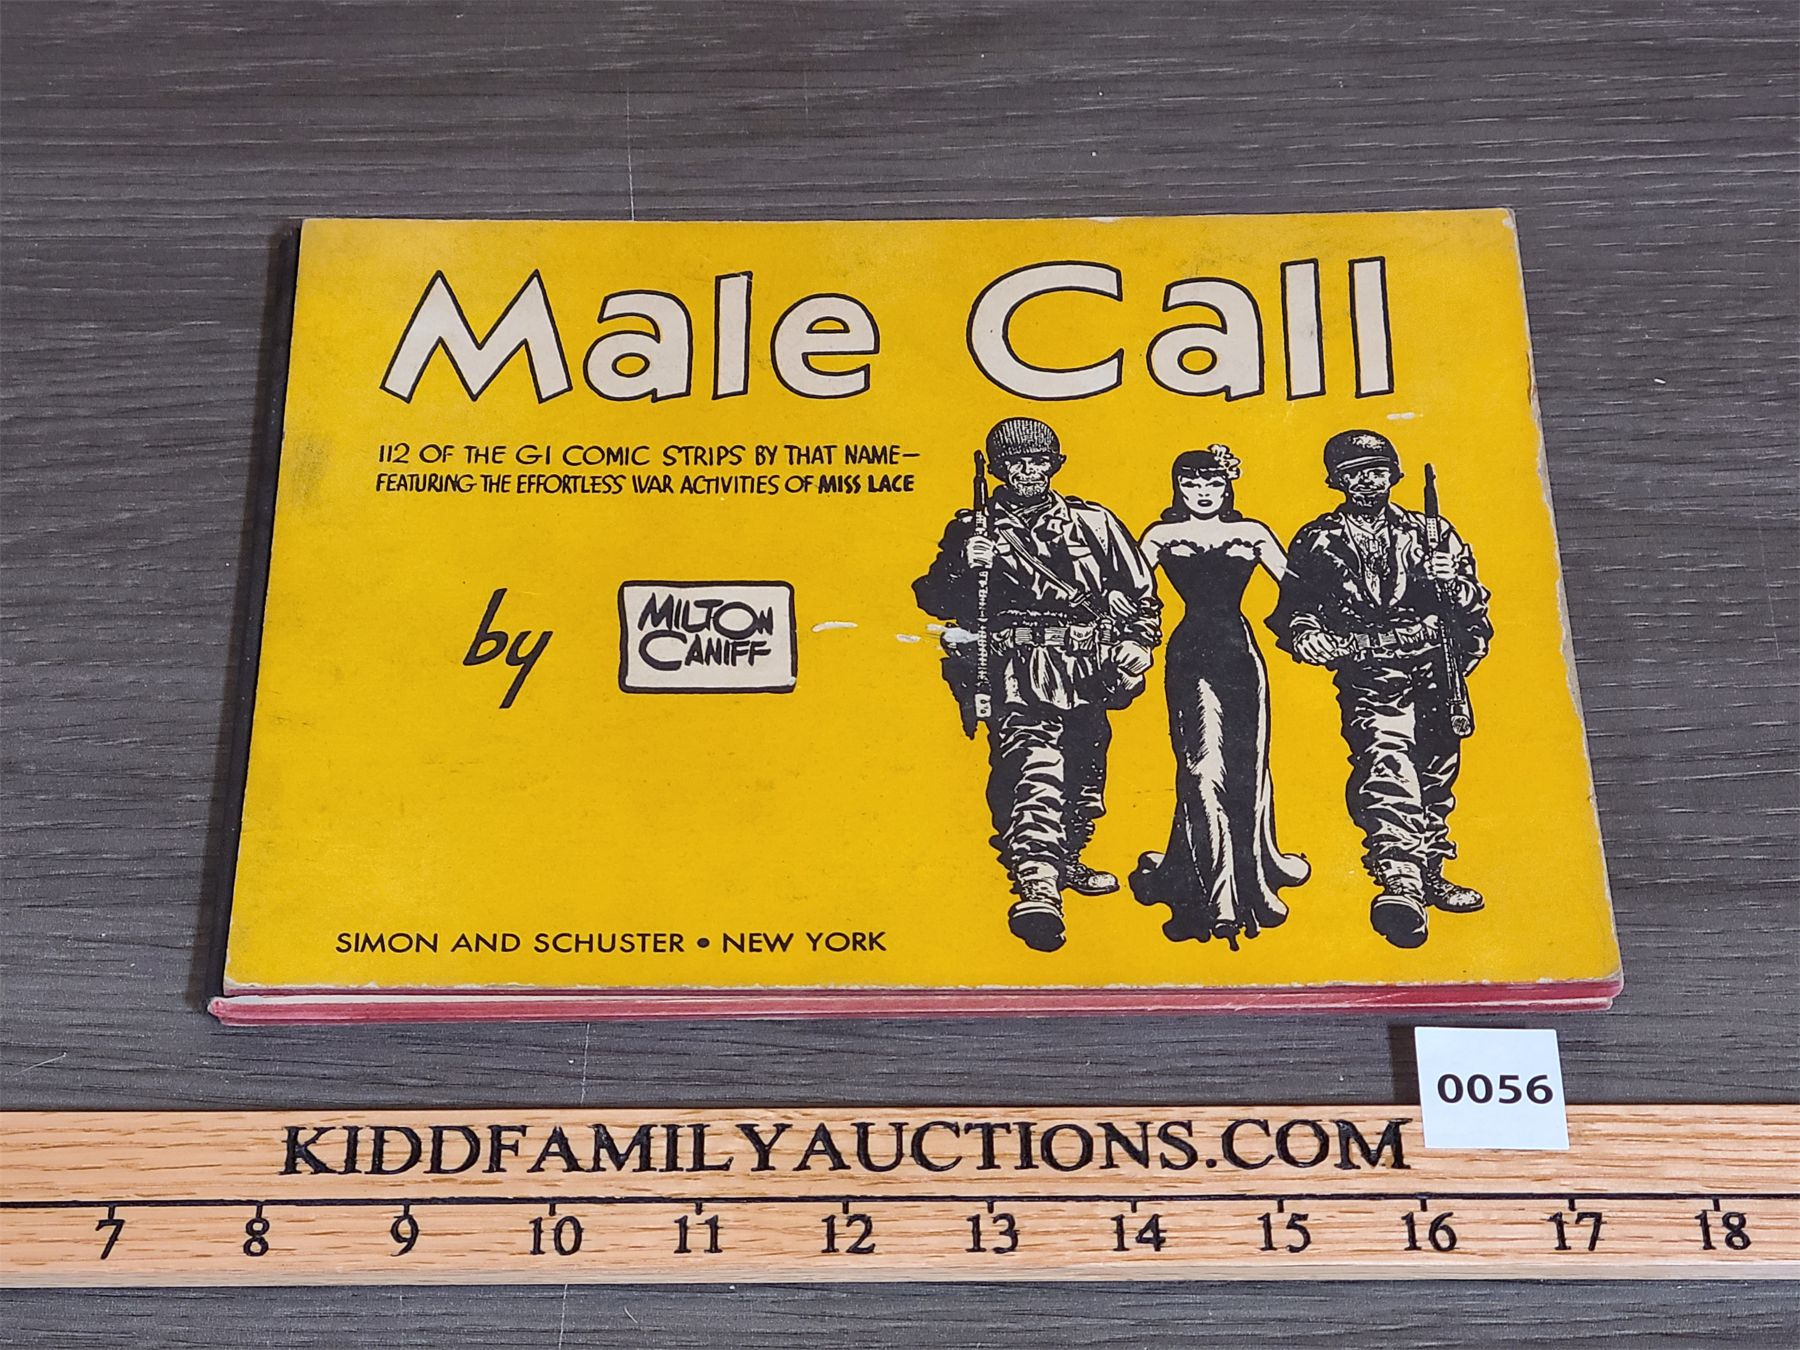 Male Call
112 OF THE GI COMIC STRIPS BY THAT NAME—
FEATURING THE EFFORTLESS WAR ACTIVITIES OF MISS LACE
by
MILTON
CANIFF
SIMON AND SCHUSTER • NEW YORK
0056
KIDDFAMILYAUCTIONS.COM
7 8 9 10 11 12 13 14 15 16 17 18